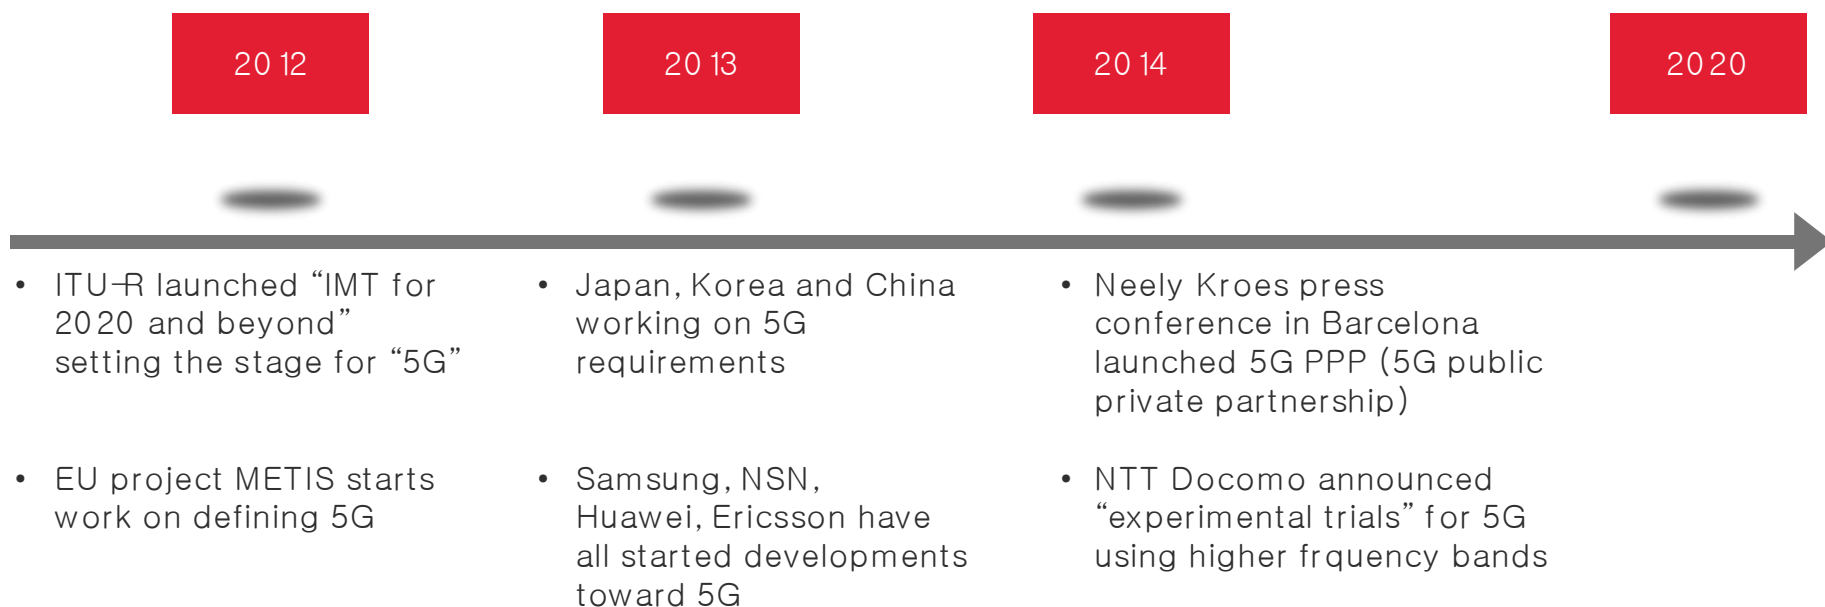 2012
2013
2014
2020
• ITU-R launched “IMT for
2020 and beyond”
setting the stage for “5G”
• EU project METIS starts
work on defining 5G
• Japan, Korea and China
working on 5G
requirements
• Samsung, NSN,
Huawei, Ericsson have
all started developments
toward 5G
• Neely Kroes press
conference in Barcelona
launched 5G PPP (5G public
private partnership)
• NTT Docomo announced
“experimental trials” for 5G
using higher frquency bands